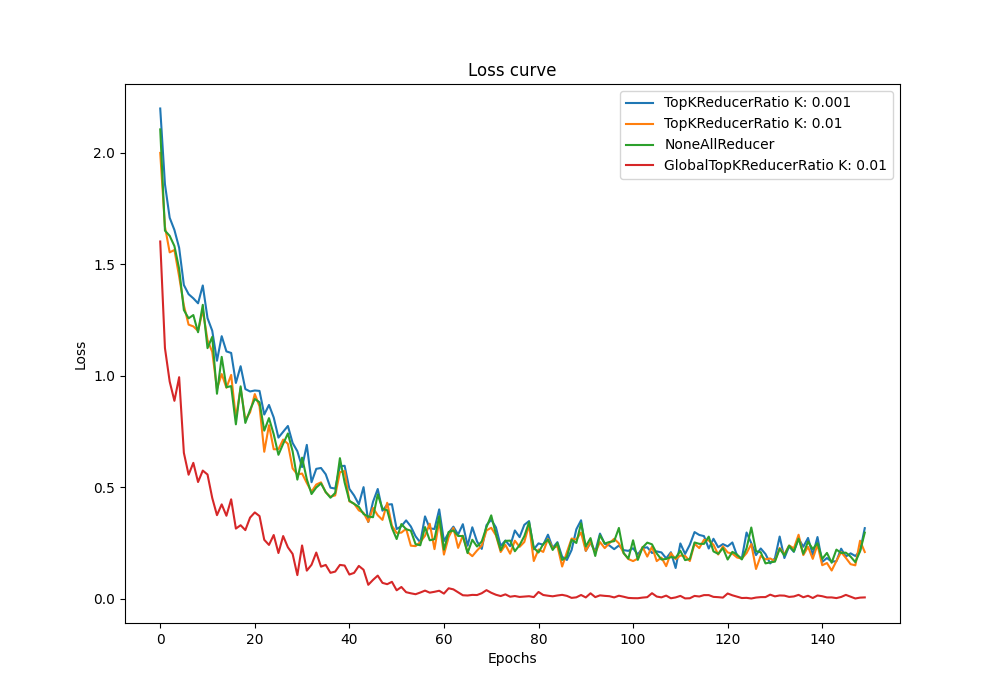 Loss curve
TopKReducerRatio K: 0.001
TopKReducerRatio K: 0.01
NoneAllReducer
GlobalTopKReducerRatio K: 0.01
2.0
1.5
1.0
0.5
0.0
Loss
0 20 40 60 80 100 120 140
Epochs